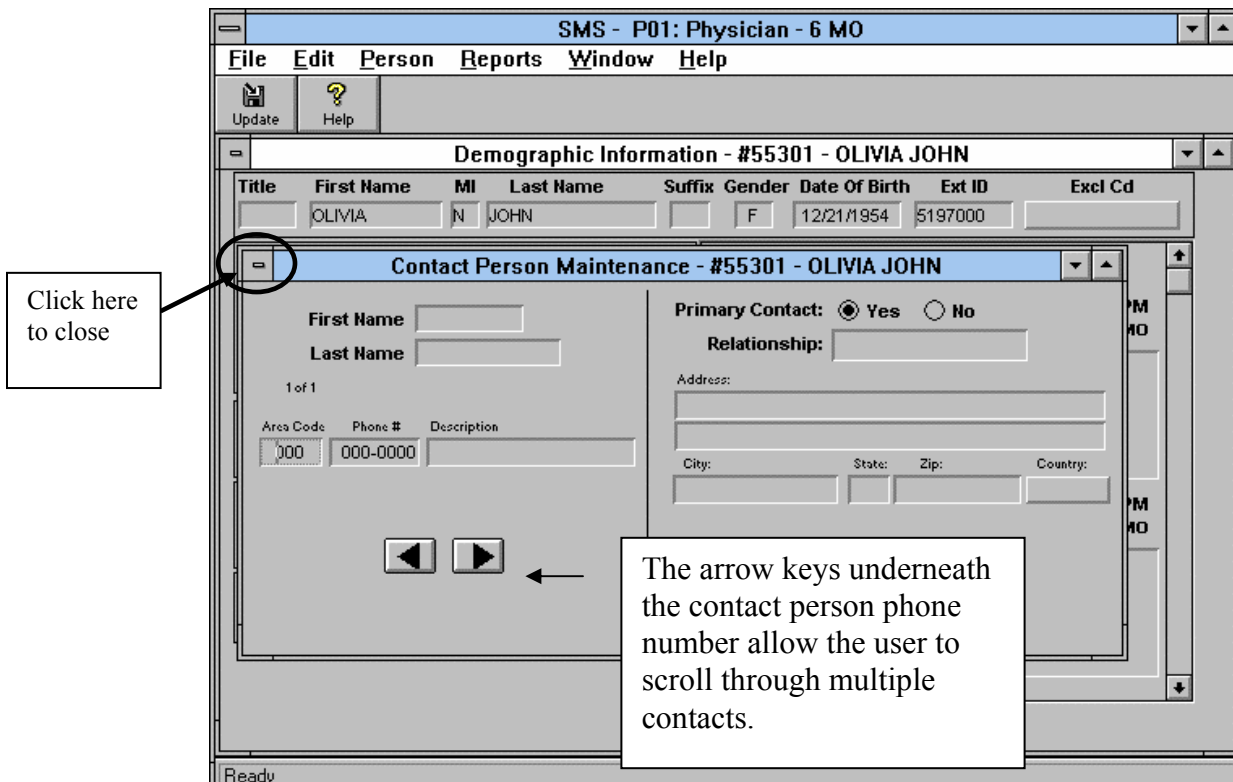 SMS - P01: Physician - 6 MO
File Edit Person Reports Window Help
Update Help
Demographic Information - #55301 - OLIVIA JOHN
Title First Name MI Last Name Suffix Gender Date Of Birth Ext ID Excl Cd
OLIVIA N JOHN F 12/21/1954 5197000
Contact Person Maintenance - #55301 - OLIVIA JOHN
Click here
to close
First Name
Last Name
1 of 1
Area Code Phone # Description
000 000-0000
Primary Contact: Yes No
Relationship:
Address:
City: State: Zip: Country:
PM
MO
PM
MO
The arrow keys underneath
the contact person phone
number allow the user to
scroll through multiple
contacts.
Ready